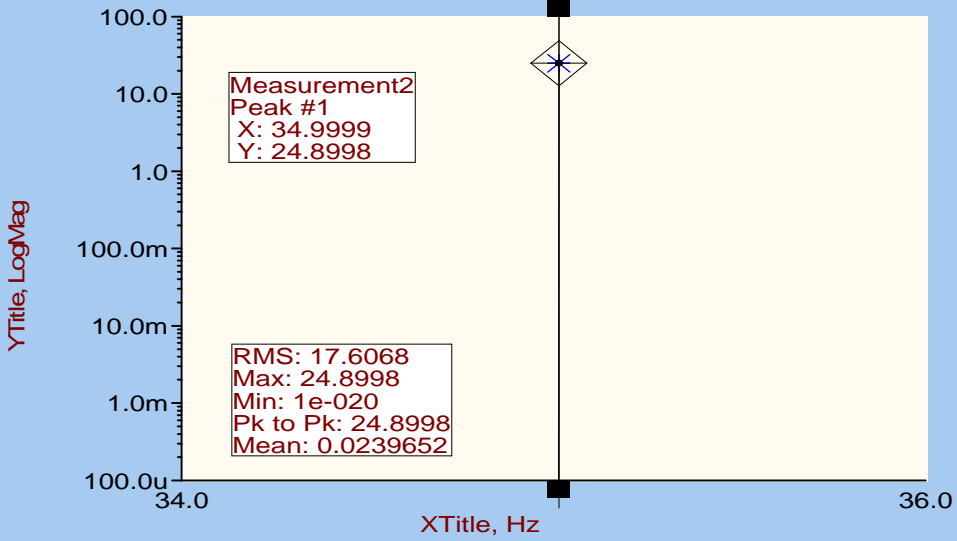 100.0
10.0
1.0
100.0m
10.0m
1.0m
100.0u
YTitle, LogMag
Measurement2
Peak #1
X: 34.9999
Y: 24.8998
RMS: 17.6068
Max: 24.8998
Min: 1e-020
Pk to Pk: 24.8998
Mean: 0.0239652
34.0
36.0
XTitle, Hz